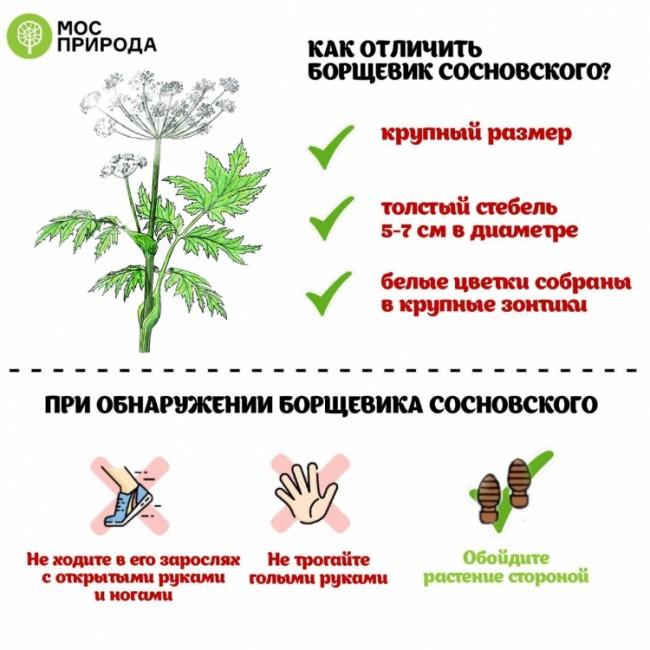 МОС
ПРИРОДА
КАК ОТЛИЧИТЬ
БОРЩЕВИК СОСНОВСКОГО?
крупный размер
толстый стебель
5-7 см в диаметре
белые цветки собраны
в крупные зонтики
ПРИ ОБНАРУЖЕНИИ БОРЩЕВИКА СОСНОВСКОГО
Не ходите в его зарослях
с открытыми руками
и ногами
Не трогайте
голыми руками
Обойдите
растение стороной